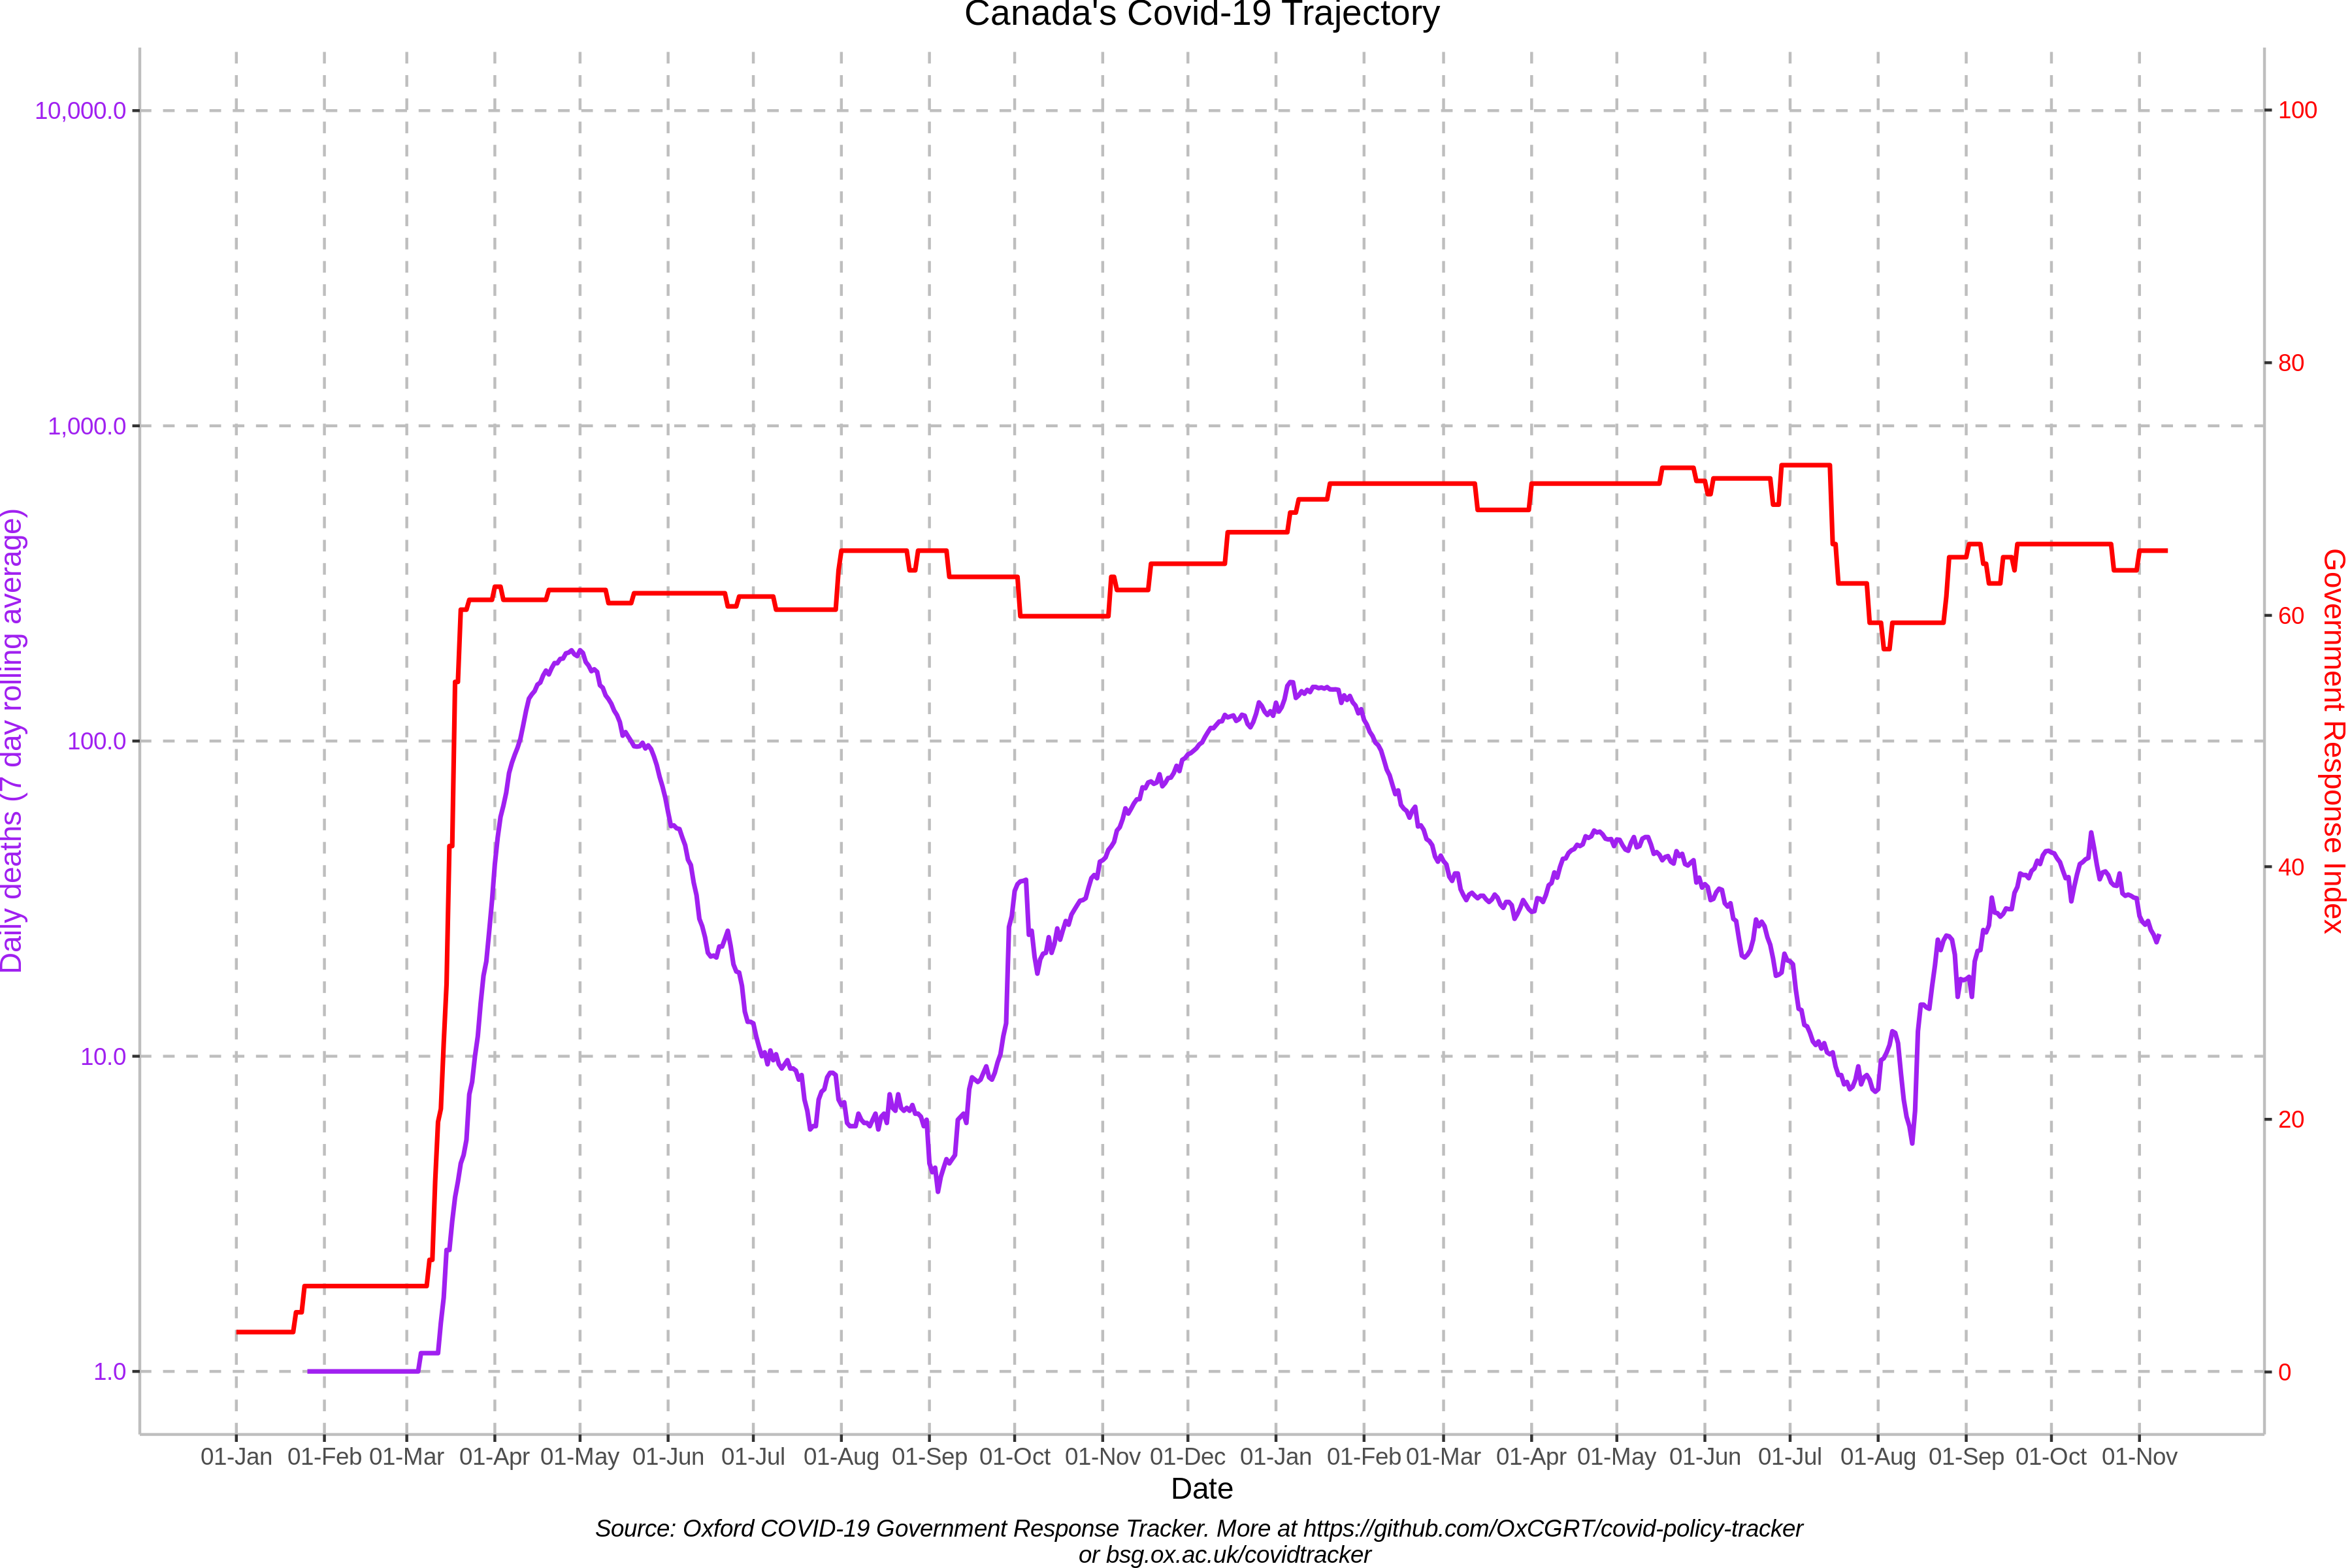 Canada's Covid-19 Trajectory
10,000.0
1,000.0
100.0
10.0
1.0
Daily deaths (7 day rolling average)
100
80
60
40
20
0
Government Response Index
01-Jan 01-Feb 01-Mar 01-Apr 01-May 01-Jun 01-Jul 01-Aug 01-Sep 01-Oct 01-Nov 01-Dec 01-Jan 01-Feb 01-Mar 01-Apr 01-May 01-Jun 01-Jul 01-Aug 01-Sep 01-Oct 01-Nov
Date
Source: Oxford COVID-19 Government Response Tracker. More at https://github.com/OxCGRT/covid-policy-tracker
or bsg.ox.ac.uk/covidtracker